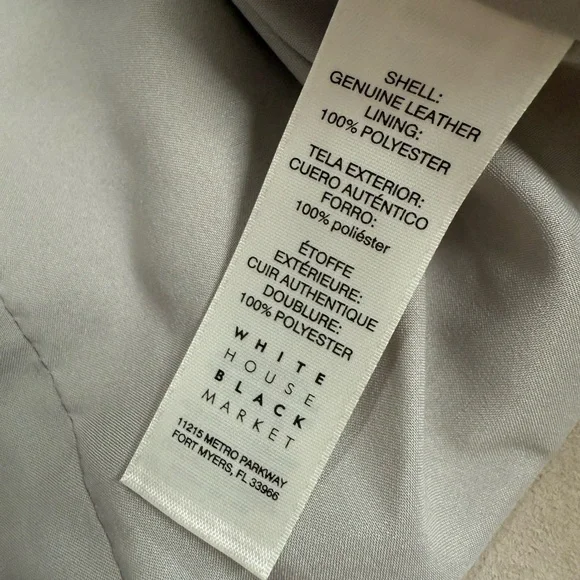 SHELL:
GENUINE LEATHER
LINING:
100% POLYESTER
TELA EXTERIOR:
CUERO AUTÉNTICO
FORRO:
100% poliéster
ÉTOFFE
EXTÉRIEURE:
CUIR AUTHENTIQUE
DOUBLURE:
100% POLYESTER
WHITE
HOUSE
BLACK
MARKET
11215 METRO PARKWAY
FORT MYERS, FL 33966